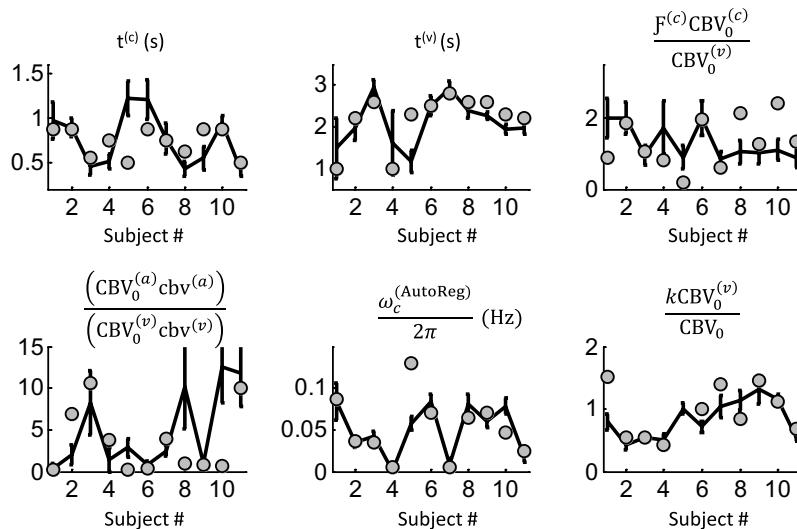 t⁽ᶜ⁾ (s)
1.5
1
0.5
2 4 6 8 10
Subject #
t⁽ᵛ⁾ (s)
3
2
1
2 4 6 8 10
Subject #
Ƒ^(c) CBV_0^(c)
CBV_0^(v)
2
0
2 4 6 8 10
Subject #
(CBV_0^(a) cbv^(a))
(CBV_0^(v) cbv^(v))
15
10
5
0
2 4 6 8 10
Subject #
ω_c^(AutoReg)
2π
(Hz)
0.1
0.05
0
2 4 6 8 10
Subject #
kCBV_0^(v)
CBV_0
2
1
0
2 4 6 8 10
Subject #